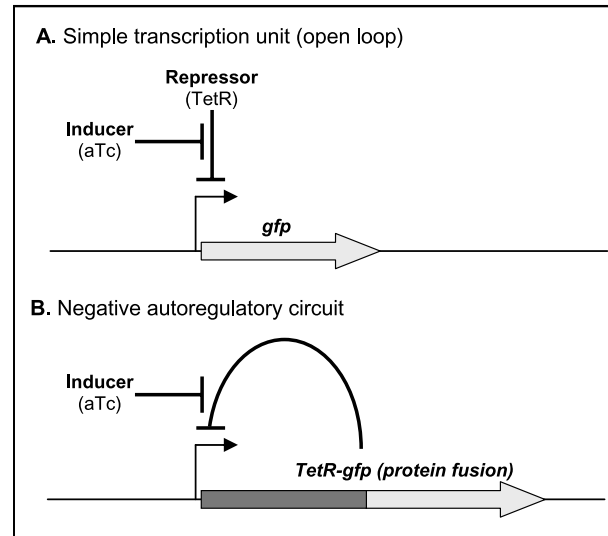 A. Simple transcription unit (open loop)
Repressor
(TetR)
Inducer
(aTc)
gfp
B. Negative autoregulatory circuit
Inducer
(aTc)
TetR-gfp (protein fusion)